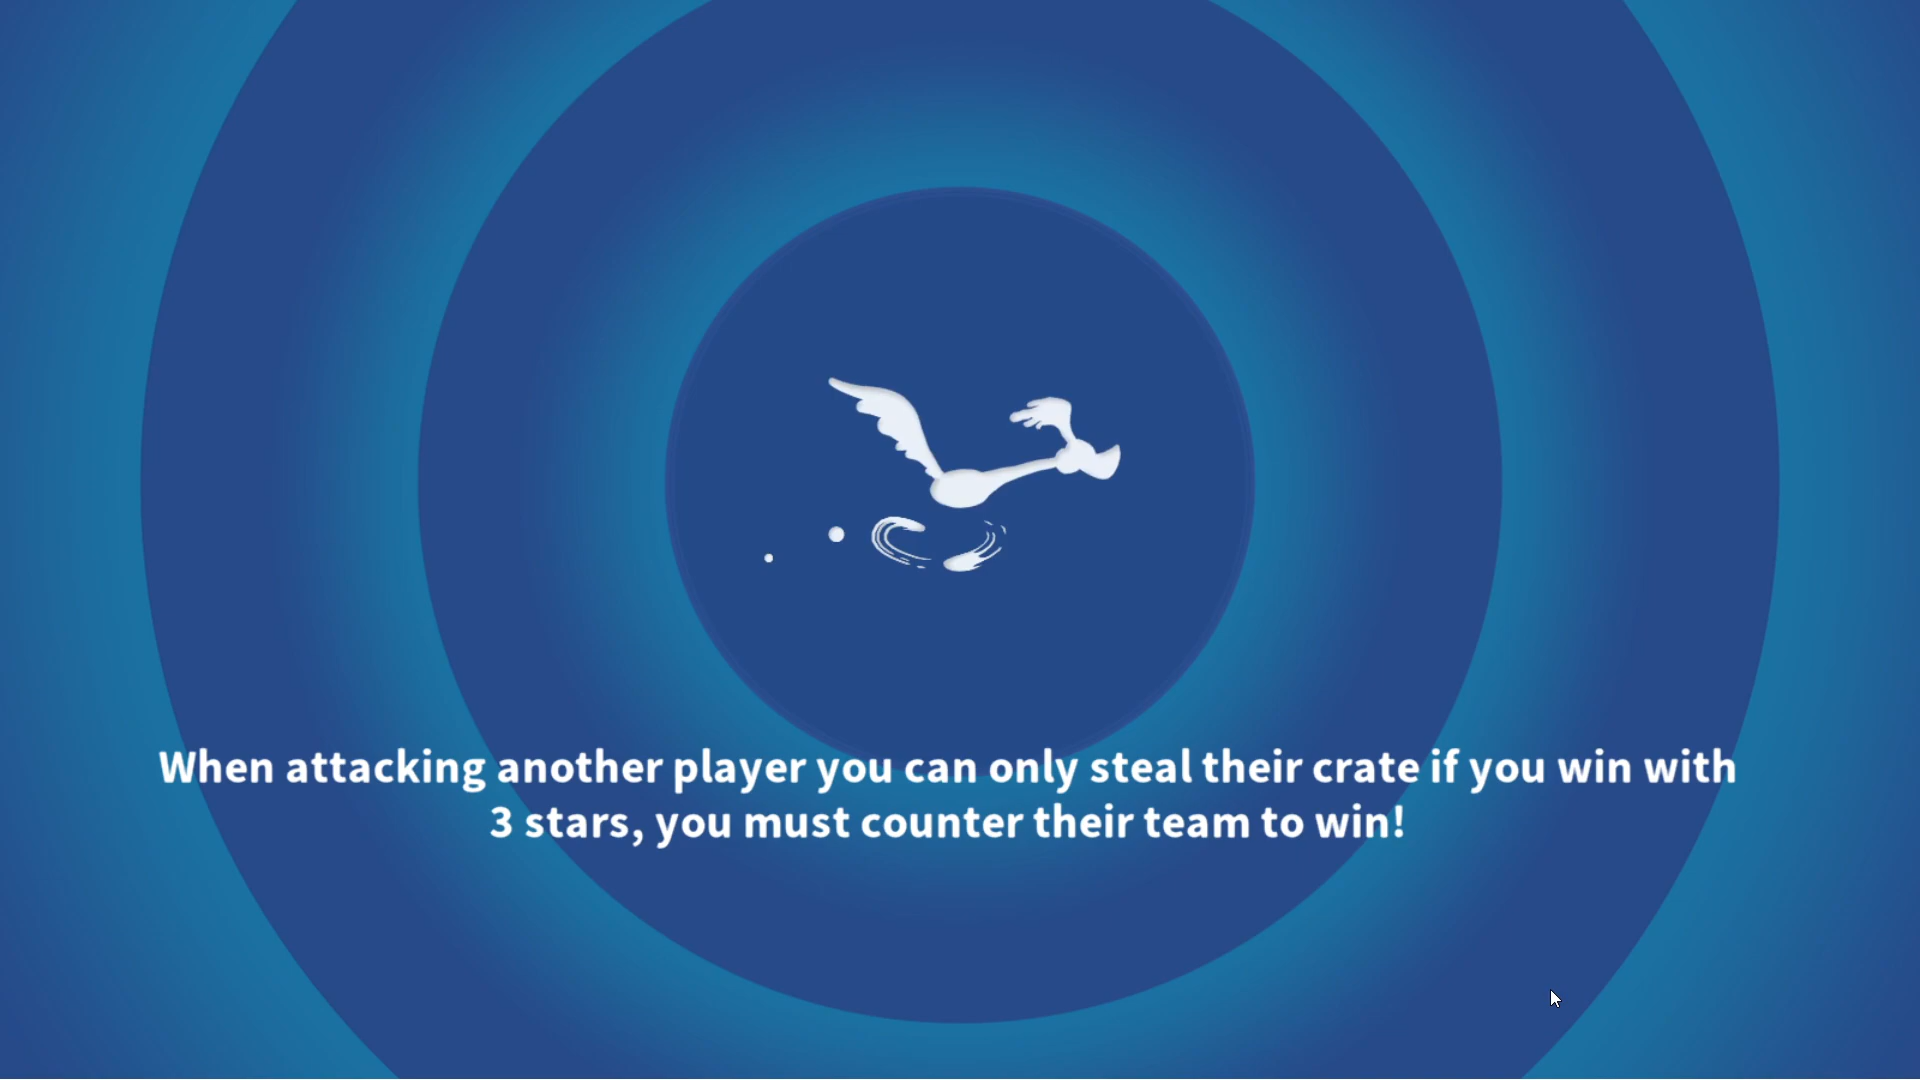 When attacking another player you can only steal their crate if you win with
3 stars, you must counter their team to win!